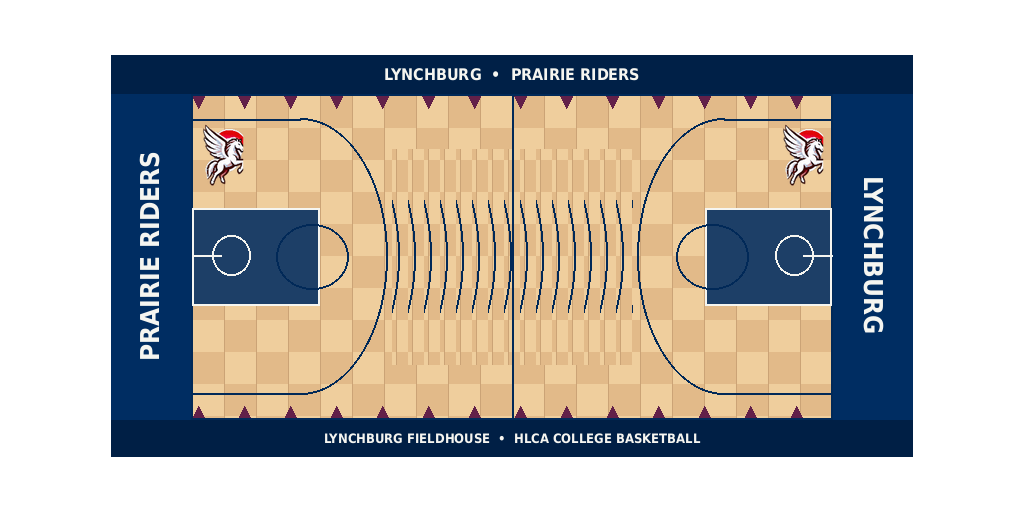 LYNCHBURG • PRAIRIE RIDERS
PRAIRIE RIDERS
LYNCHBURG
LYNCHBURG FIELDHOUSE • HLCA COLLEGE BASKETBALL